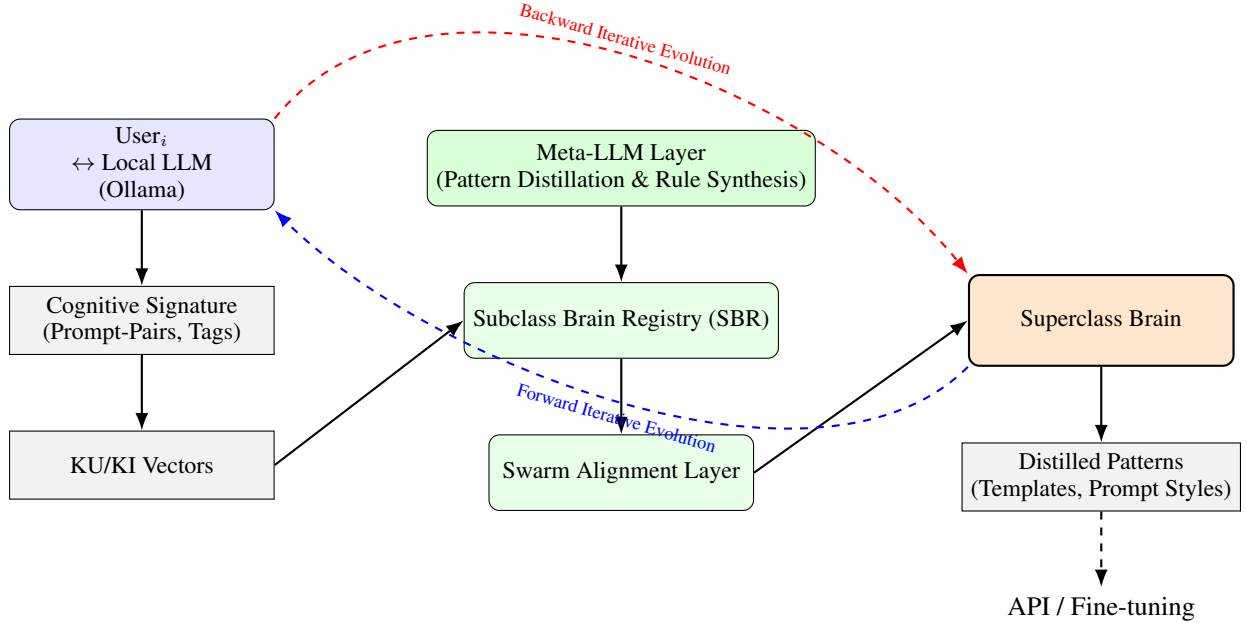 Backward Iterative Evolution
User_i
↔ Local LLM
(Ollama)
Meta-LLM Layer
(Pattern Distillation & Rule Synthesis)
Cognitive Signature
(Prompt-Pairs, Tags)
Subclass Brain Registry (SBR)
Superclass Brain
Forward Iterative Evolution
KU/KI Vectors
Swarm Alignment Layer
Distilled Patterns
(Templates, Prompt Styles)
API / Fine-tuning